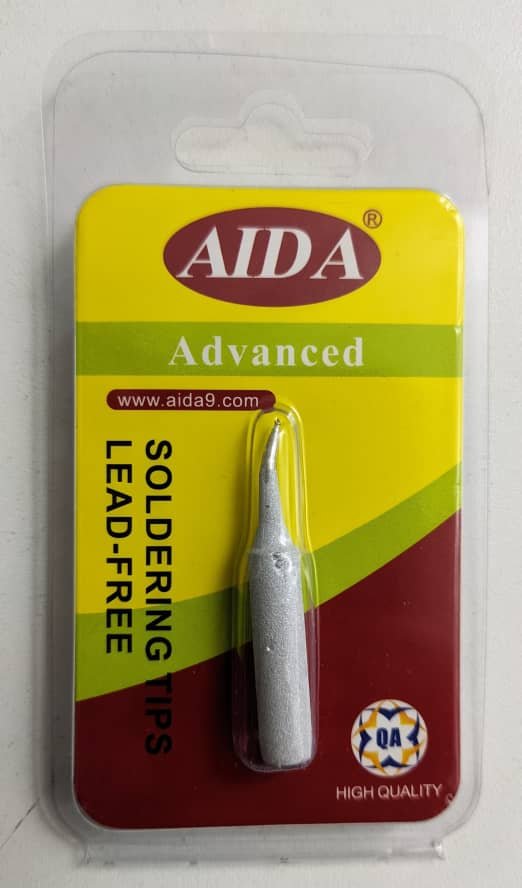 AIDA®
Advanced
www.aida9.com
SOLDERING TIPS
LEAD-FREE
QA
HIGH QUALITY